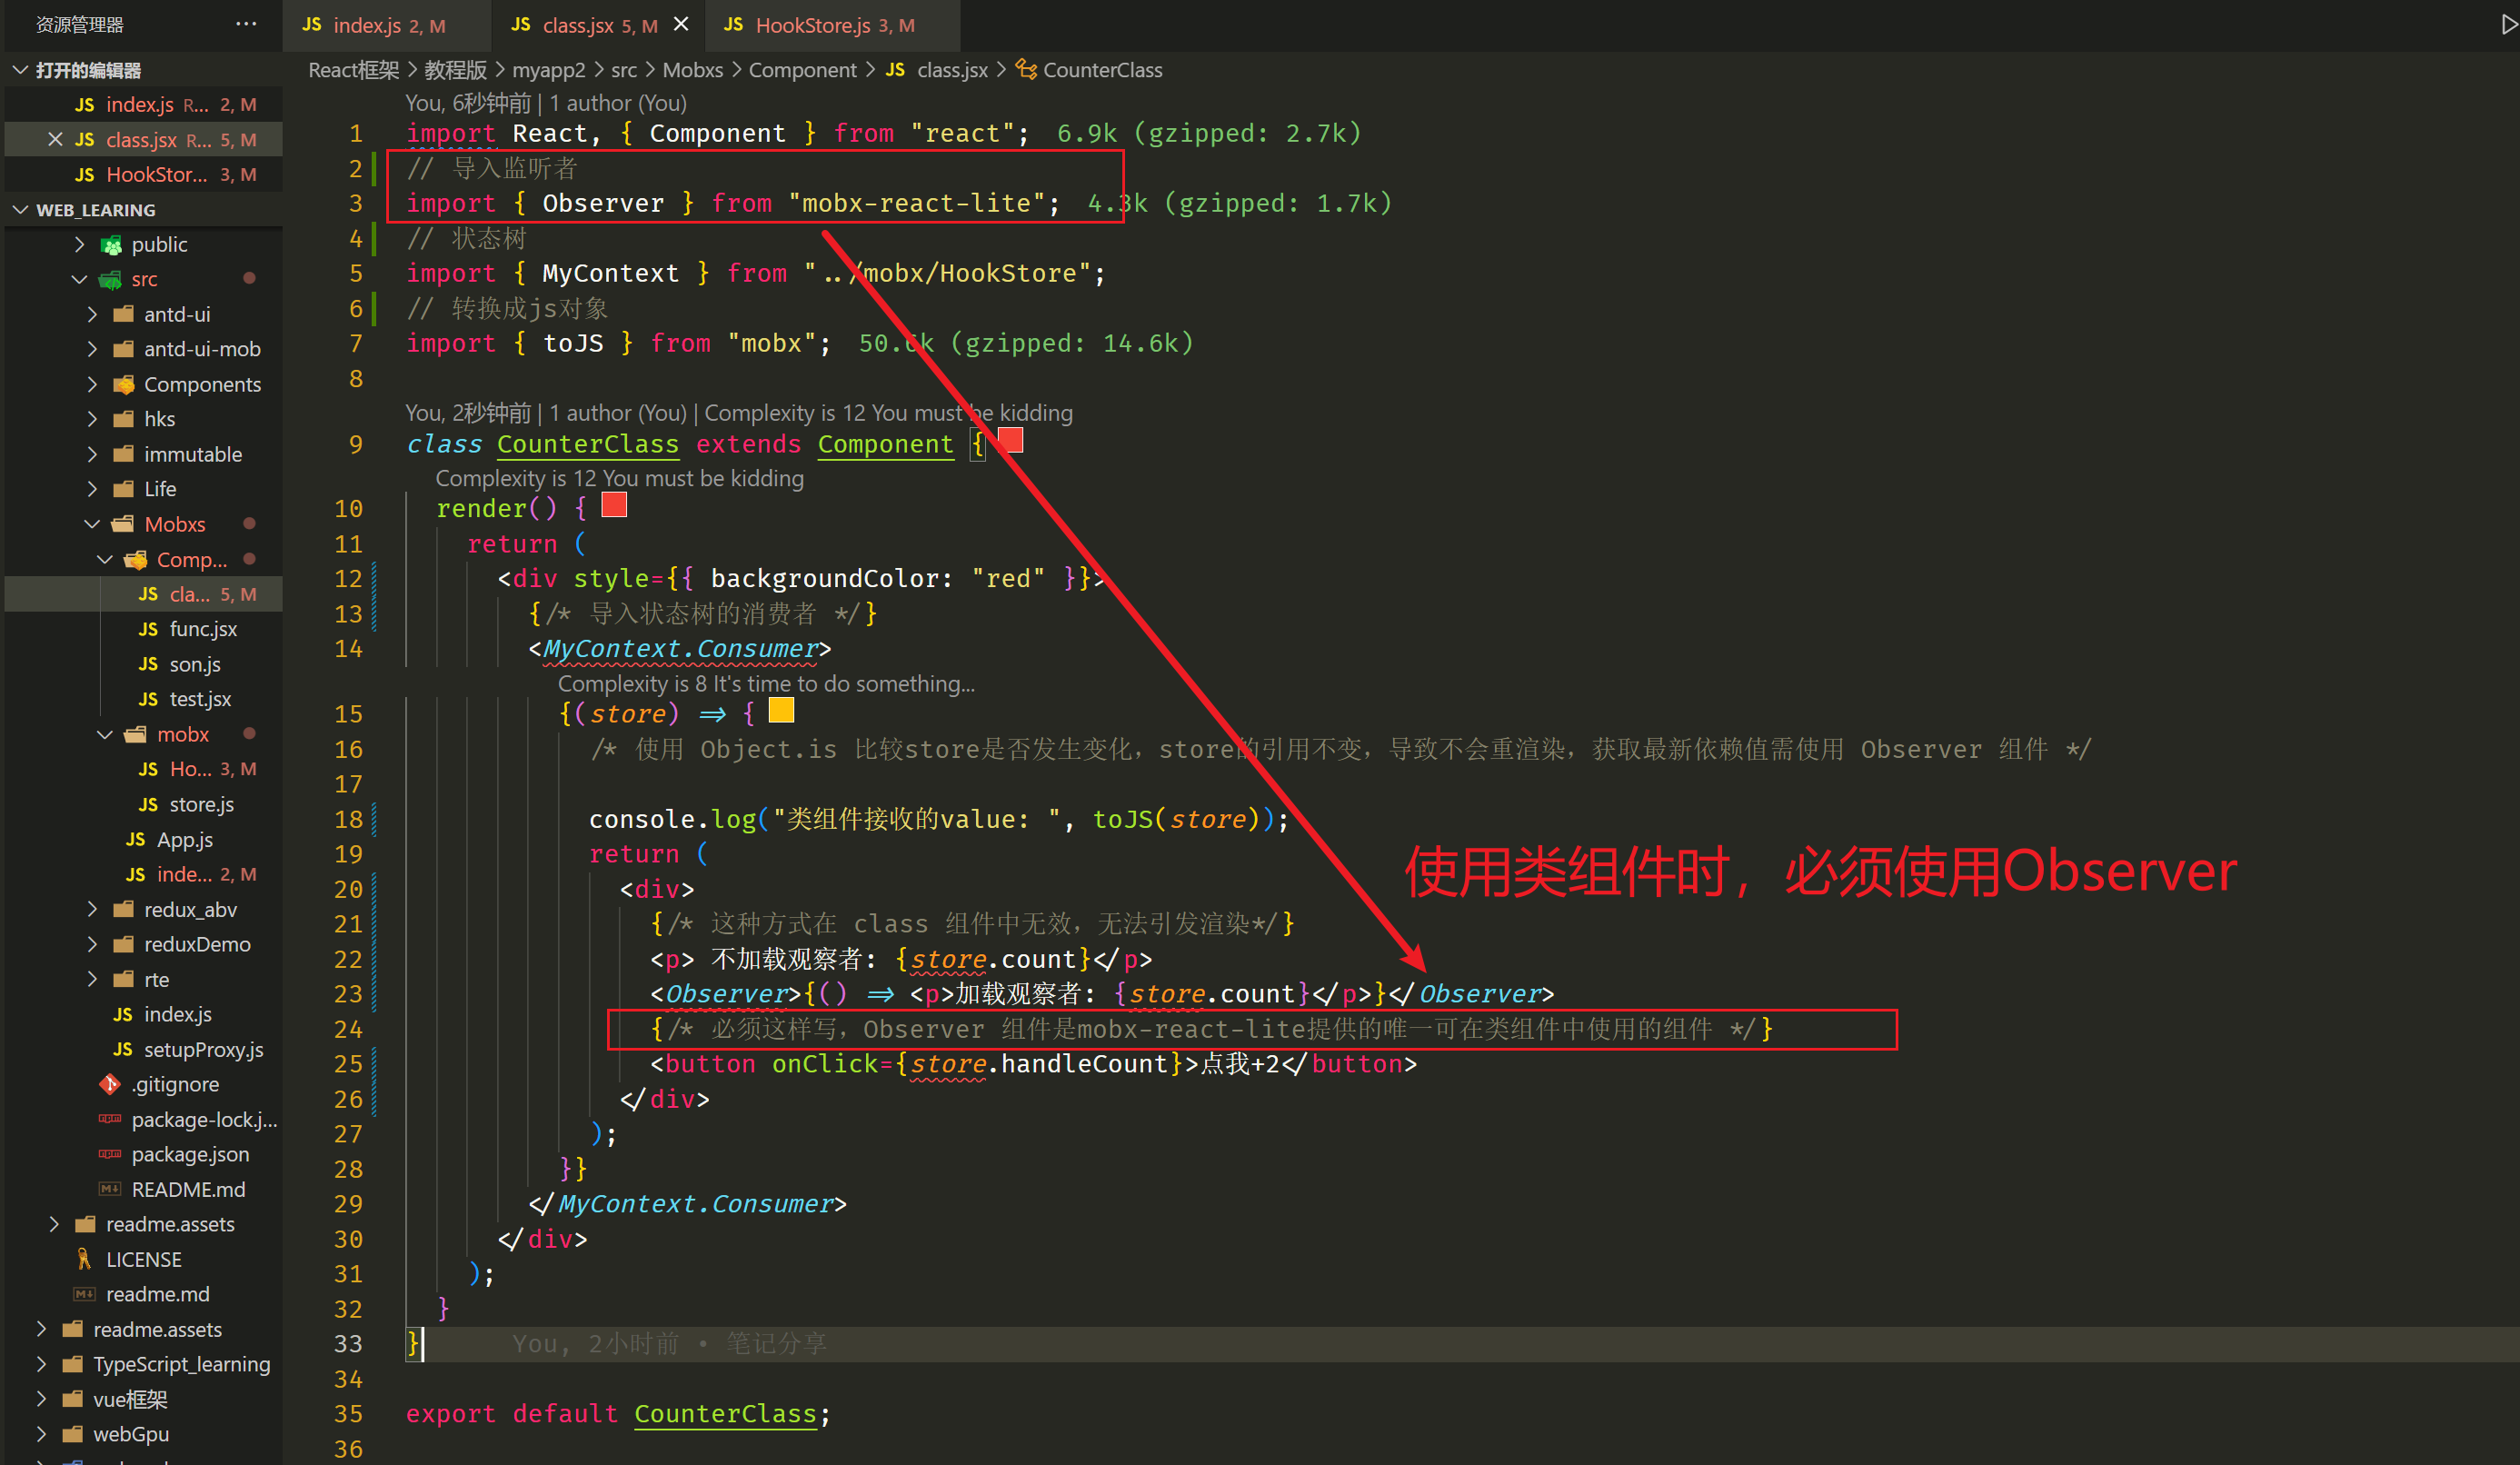 资源管理器 ···
打开的编辑器
JS index.js R... 2, M
JS class.jsx R... 5, M
JS HookStor... 3, M
WEB_LEARING
public
src
antd-ui
antd-ui-mob
Components
hks
immutable
Life
Mobxs
Comp...
JS cla... 5, M
JS func.jsx
JS son.js
JS test.jsx
mobx
JS Ho... 3, M
JS store.js
JS App.js
JS inde... 2, M
redux_abv
reduxDemo
rte
JS index.js
JS setupProxy.js
.gitignore
package-lock.j...
package.json
README.md
readme.assets
LICENSE
readme.md
readme.assets
TypeScript_learning
vue框架
webGpu
JS index.js 2, M JS class.jsx 5, M JS HookStore.js 3, M
React框架 > 教程版 > myapp2 > src > Mobxs > Component > JS class.jsx > CounterClass
You, 6秒钟前 | 1 author (You)
1 import React, { Component } from "react"; 6.9k (gzipped: 2.7k)
2 // 导入监听者
3 import { Observer } from "mobx-react-lite"; 4.3k (gzipped: 1.7k)
4 // 状态树
5 import { MyContext } from "../mobx/HookStore";
6 // 转换成js对象
7 import { toJS } from "mobx"; 50.6k (gzipped: 14.6k)
8
You, 2秒钟前 | 1 author (You) | Complexity is 12 You must be kidding
9 class CounterClass extends Component {
Complexity is 12 You must be kidding
10 render() {
11 return (
12 <div style={{ backgroundColor: "red" }}>
13 {/* 导入状态树的消费者 */}
14 <MyContext.Consumer>
Complexity is 8 It's time to do something...
15 {(store) => {
16 /* 使用 Object.is 比较store是否发生变化，store的引用不变，导致不会重渲染，获取最新依赖值需使用 Observer 组件 */
17
18 console.log("类组件接收的value: ", toJS(store));
19 return (
20 <div>
21 {/* 这种方式在 class 组件中无效，无法引发渲染*/}
22 <p> 不加载观察者: {store.count}</p>
23 <Observer>{() => <p>加载观察者: {store.count}</p>}</Observer>
24 {/* 必须这样写，Observer 组件是mobx-react-lite提供的唯一可在类组件中使用的组件 */}
25 <button onClick={store.handleCount}>点我+2</button>
26 </div>
27 );
28 }}
29 </MyContext.Consumer>
30 </div>
31 );
32 }
33 } You, 2小时前 • 笔记分享
34
35 export default CounterClass;
36
使用类组件时，必须使用Observer